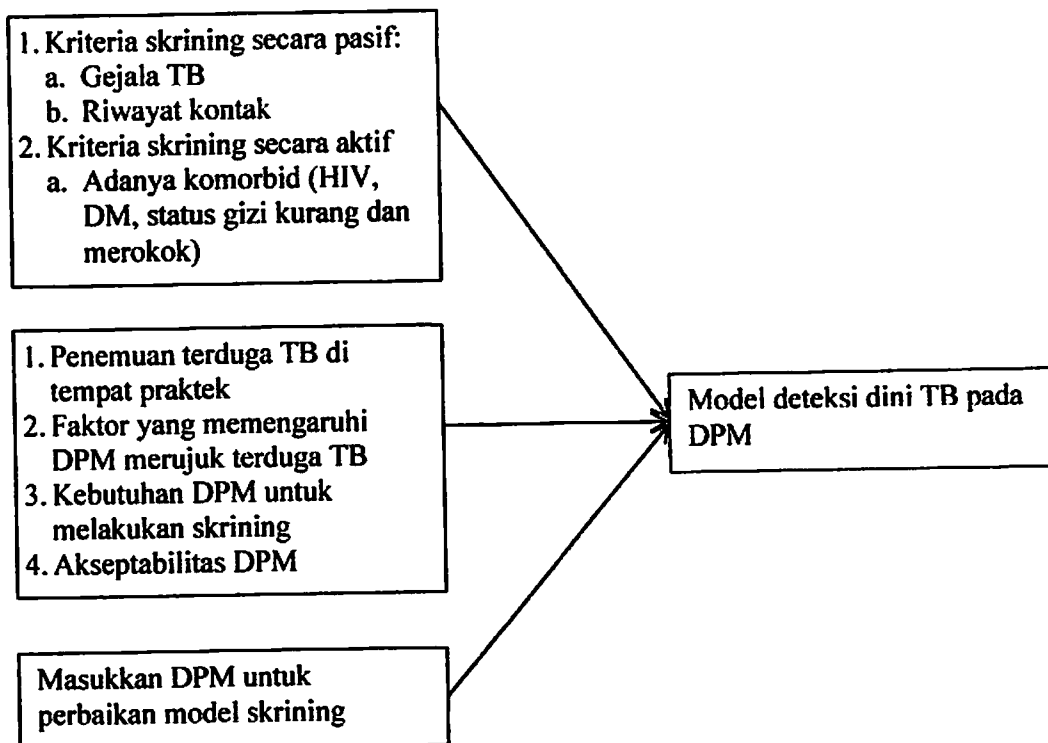 1. Kriteria skrining secara pasif:
a. Gejala TB
b. Riwayat kontak
2. Kriteria skrining secara aktif
a. Adanya komorbid (HIV,
DM, status gizi kurang dan
merokok)
1. Penemuan terduga TB di
tempat praktek
2. Faktor yang memengaruhi
DPM merujuk terduga TB
3. Kebutuhan DPM untuk
melakukan skrining
4. Akseptabilitas DPM
Masukkan DPM untuk
perbaikan model skrining
Model deteksi dini TB pada
DPM